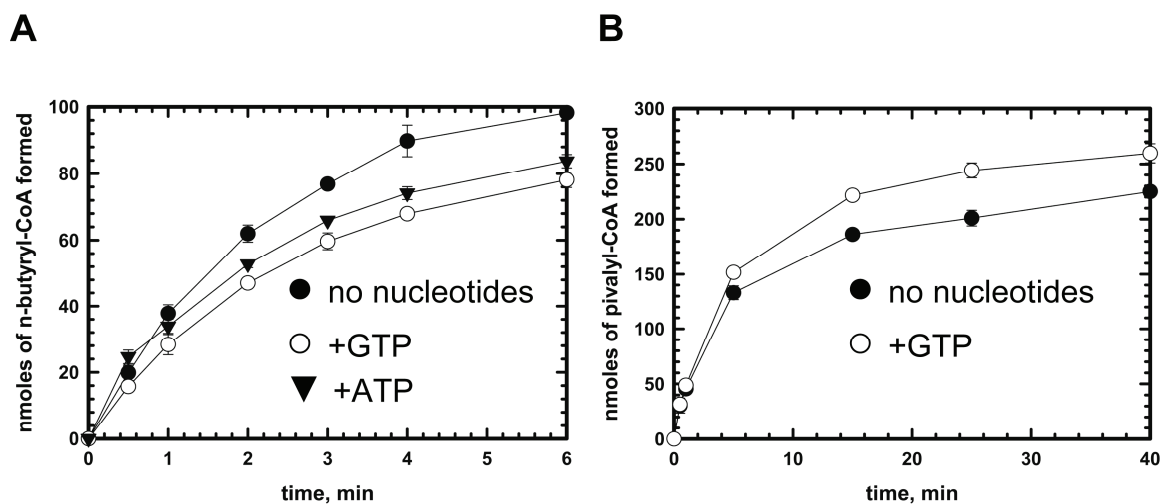 A
nmoles of n-butyryl-CoA formed
100
80
60
40
20
0
0 1 2 3 4 5 6
time, min
no nucleotides
+GTP
+ATP
B
nmoles of pivalyl-CoA formed
300
250
200
150
100
50
0
0 10 20 30 40
time, min
no nucleotides
+GTP